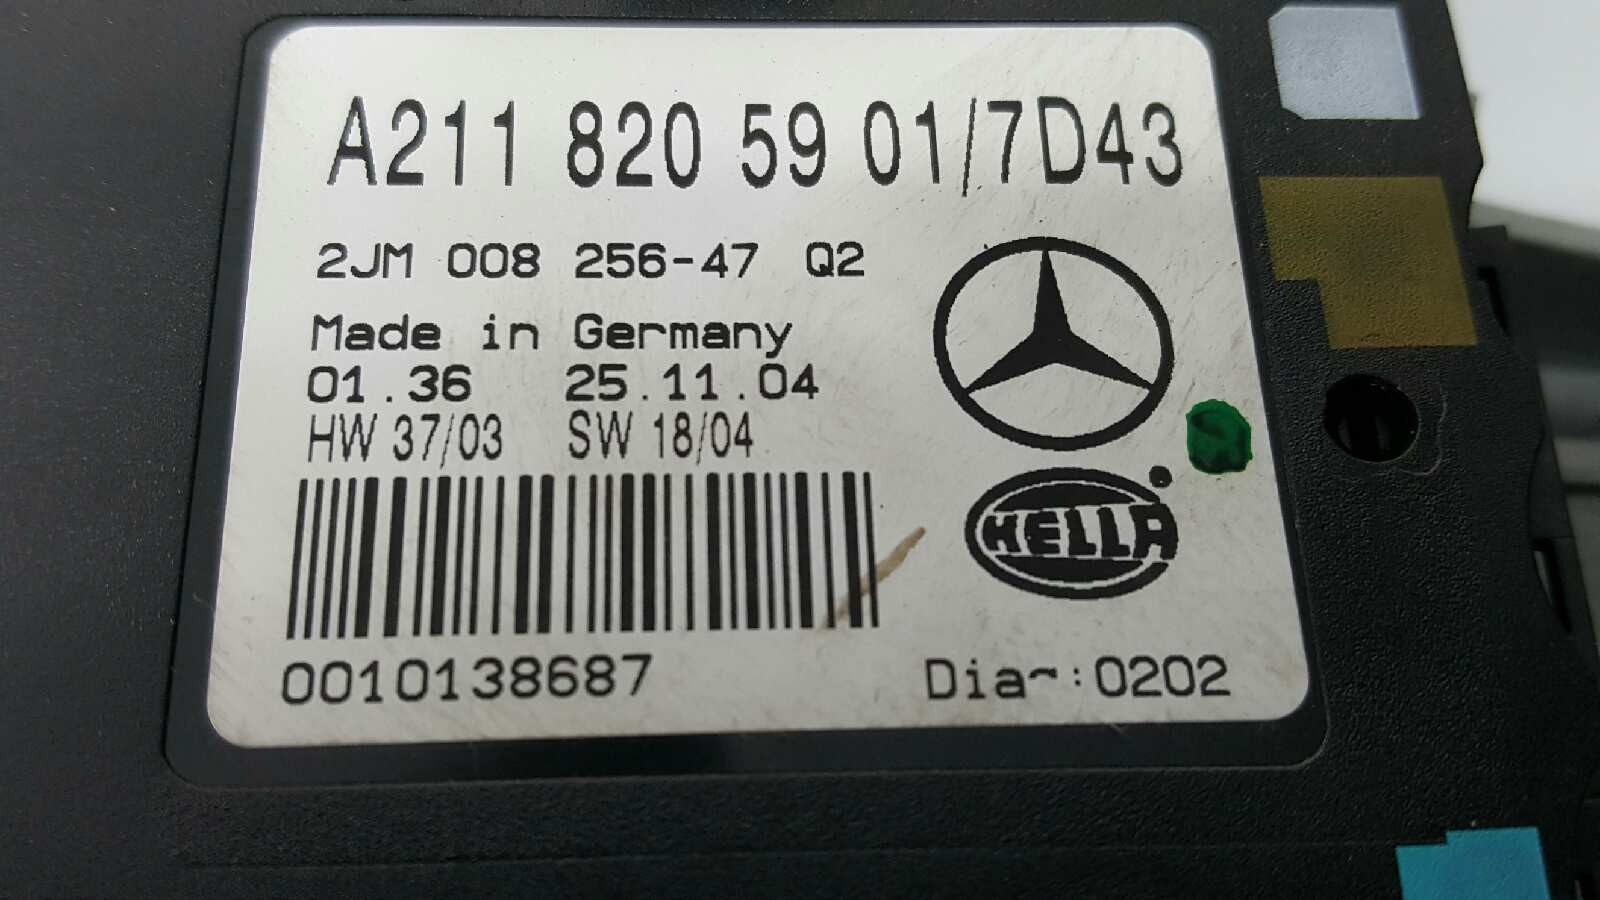 A211 820 59 01/7D43
2JM 008 256-47 Q2
Made in Germany
01.36 25.11.04
HW 37/03 SW 18/04
HELLA
0010138687
Dia~:0202